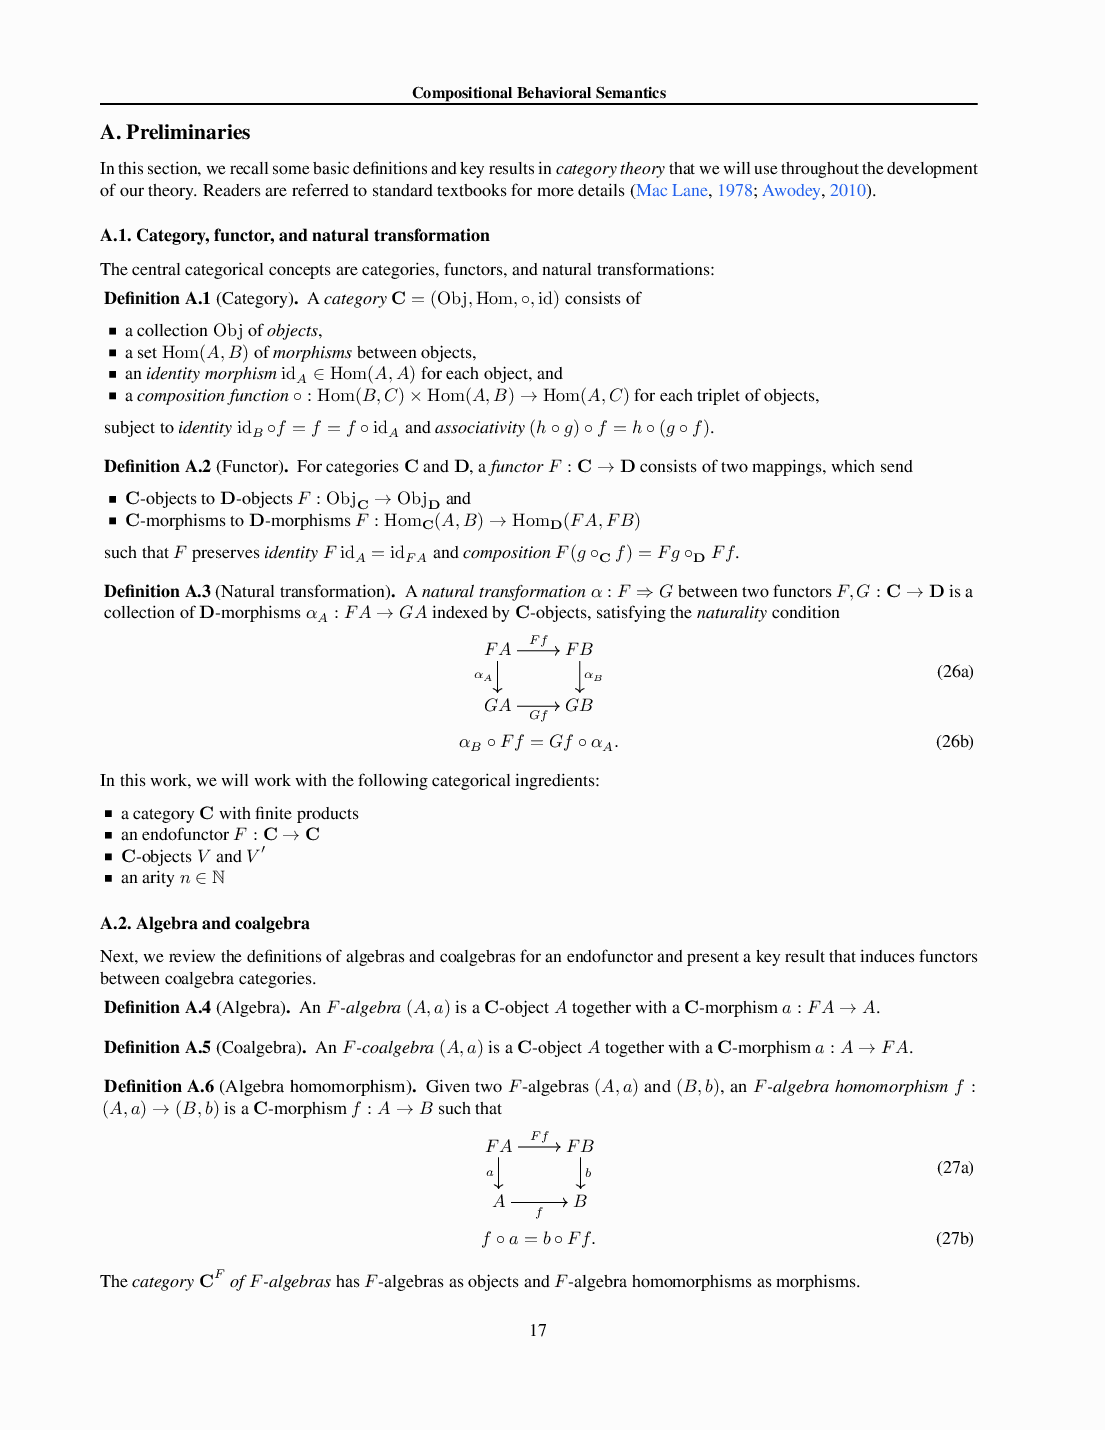 Compositional Behavioral Semantics
A. Preliminaries
In this section, we recall some basic definitions and key results in category theory that we will use throughout the development
of our theory. Readers are referred to standard textbooks for more details (Mac Lane, 1978; Awodey, 2010).
A.1. Category, functor, and natural transformation
The central categorical concepts are categories, functors, and natural transformations:
Definition A.1 (Category). A category C = (Obj, Hom, ∘, id) consists of
▪ a collection Obj of objects,
▪ a set Hom(A, B) of morphisms between objects,
▪ an identity morphism id_A ∈ Hom(A, A) for each object, and
▪ a composition function ∘ : Hom(B, C) × Hom(A, B) → Hom(A, C) for each triplet of objects,
subject to identity id_B ∘ f = f = f ∘ id_A and associativity (h ∘ g) ∘ f = h ∘ (g ∘ f).
Definition A.2 (Functor). For categories C and D, a functor F : C → D consists of two mappings, which send
▪ C-objects to D-objects F : Obj_C → Obj_D and
▪ C-morphisms to D-morphisms F : Hom_C(A, B) → Hom_D(FA, FB)
such that F preserves identity F id_A = id_FA and composition F(g ∘_C f) = Fg ∘_D Ff.
Definition A.3 (Natural transformation). A natural transformation α : F ⇒ G between two functors F, G : C → D is a
collection of D-morphisms α_A : FA → GA indexed by C-objects, satisfying the naturality condition
Ff
FA → FB
α_A ↓ ↓ α_B (26a)
GA → GB
Gf
α_B ∘ Ff = Gf ∘ α_A. (26b)
In this work, we will work with the following categorical ingredients:
▪ a category C with finite products
▪ an endofunctor F : C → C
▪ C-objects V and V′
▪ an arity n ∈ ℕ
A.2. Algebra and coalgebra
Next, we review the definitions of algebras and coalgebras for an endofunctor and present a key result that induces functors
between coalgebra categories.
Definition A.4 (Algebra). An F-algebra (A, a) is a C-object A together with a C-morphism a : FA → A.
Definition A.5 (Coalgebra). An F-coalgebra (A, a) is a C-object A together with a C-morphism a : A → FA.
Definition A.6 (Algebra homomorphism). Given two F-algebras (A, a) and (B, b), an F-algebra homomorphism f :
(A, a) → (B, b) is a C-morphism f : A → B such that
Ff
FA → FB
a ↓ ↓ b (27a)
A → B
f
f ∘ a = b ∘ Ff. (27b)
The category C^F of F-algebras has F-algebras as objects and F-algebra homomorphisms as morphisms.
17